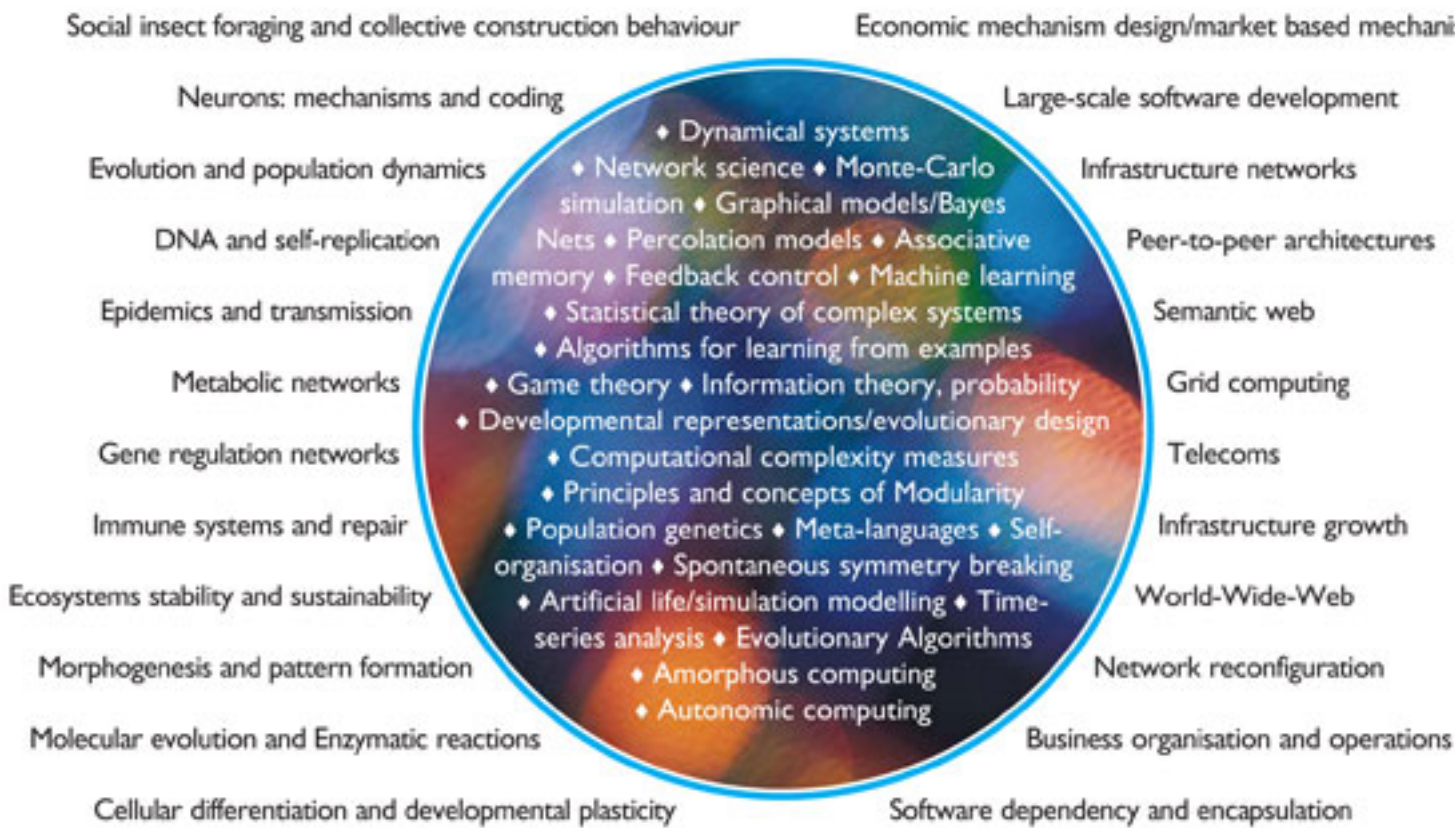 Social insect foraging and collective construction behaviour
Economic mechanism design/market based mechani
Neurons: mechanisms and coding
Large-scale software development
Evolution and population dynamics
Infrastructure networks
DNA and self-replication
Peer-to-peer architectures
Epidemics and transmission
Semantic web
Metabolic networks
Grid computing
Gene regulation networks
Telecoms
Immune systems and repair
Infrastructure growth
Ecosystems stability and sustainability
World-Wide-Web
Morphogenesis and pattern formation
Network reconfiguration
Molecular evolution and Enzymatic reactions
Business organisation and operations
Cellular differentiation and developmental plasticity
Software dependency and encapsulation
♦ Dynamical systems
♦ Network science ♦ Monte-Carlo
simulation ♦ Graphical models/Bayes
Nets ♦ Percolation models ♦ Associative
memory ♦ Feedback control ♦ Machine learning
♦ Statistical theory of complex systems
♦ Algorithms for learning from examples
♦ Game theory ♦ Information theory, probability
♦ Developmental representations/evolutionary design
♦ Computational complexity measures
♦ Principles and concepts of Modularity
♦ Population genetics ♦ Meta-languages ♦ Self-
organisation ♦ Spontaneous symmetry breaking
♦ Artificial life/simulation modelling ♦ Time-
series analysis ♦ Evolutionary Algorithms
♦ Amorphous computing
♦ Autonomic computing